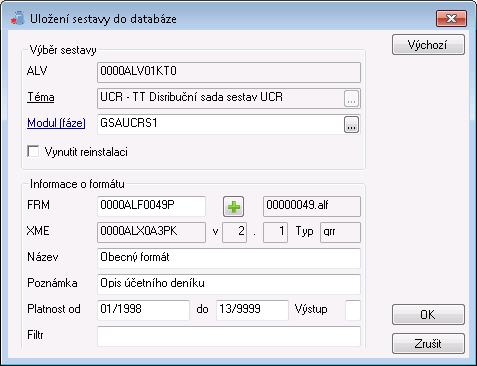 Uložení sestavy do databáze
Výběr sestavy
Výchozí
ALV 0000ALV01KT0
Téma UCR - TT Disribuční sada sestav UCR ...
Modul (fáze) GSAUCRS1 ...
Vynutit reinstalaci
Informace o formátu
FRM 0000ALF0049P 00000049.alf
XME 0000ALX0A3PK v 2 . 1 Typ qrr
Název Obecný formát
Poznámka Opis účetního deníku
Platnost od 01/1998 do 13/9999 Výstup
OK
Filtr
Zrušit